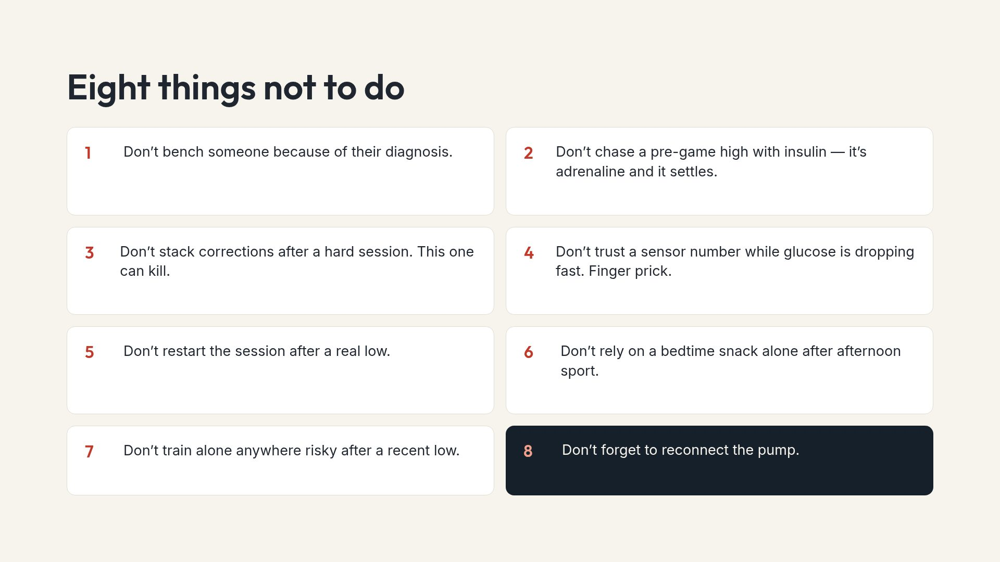 Eight things not to do
1 Don’t bench someone because of their diagnosis.
2 Don’t chase a pre-game high with insulin — it’s
adrenaline and it settles.
3 Don’t stack corrections after a hard session. This one
can kill.
4 Don’t trust a sensor number while glucose is dropping
fast. Finger prick.
5 Don’t restart the session after a real low.
6 Don’t rely on a bedtime snack alone after afternoon
sport.
7 Don’t train alone anywhere risky after a recent low.
8 Don’t forget to reconnect the pump.